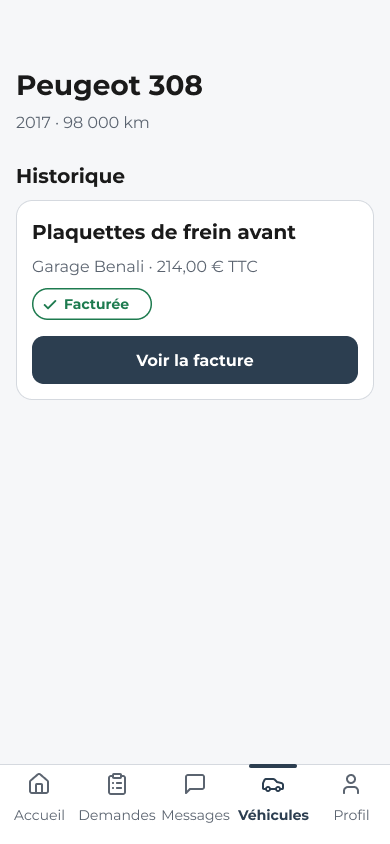 Peugeot 308
2017 · 98 000 km
Historique
Plaquettes de frein avant
Garage Benali · 214,00 € TTC
Facturée
Voir la facture
Accueil
Demandes
Messages
Véhicules
Profil